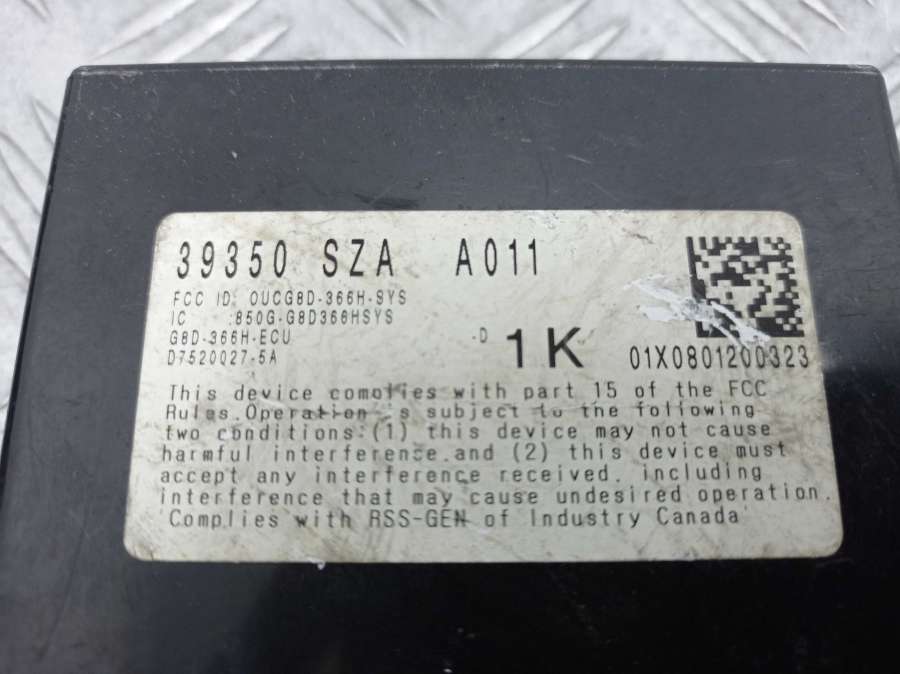 39350 SZA A011
FCC ID: OUCG8D-366H-SYS
IC :850G-G8D366HSYS
G8D-366H-ECU
D7520027-5A
-D 1K 01X0801200323
This device complies with part 15 of the FCC
Rules.Operation is subject to the following
two conditions:(1) this device may not cause
harmful interference.and (2) this device must
accept any interference received. including
interference that may cause undesired operation.
'Complies with RSS-GEN of Industry Canada'